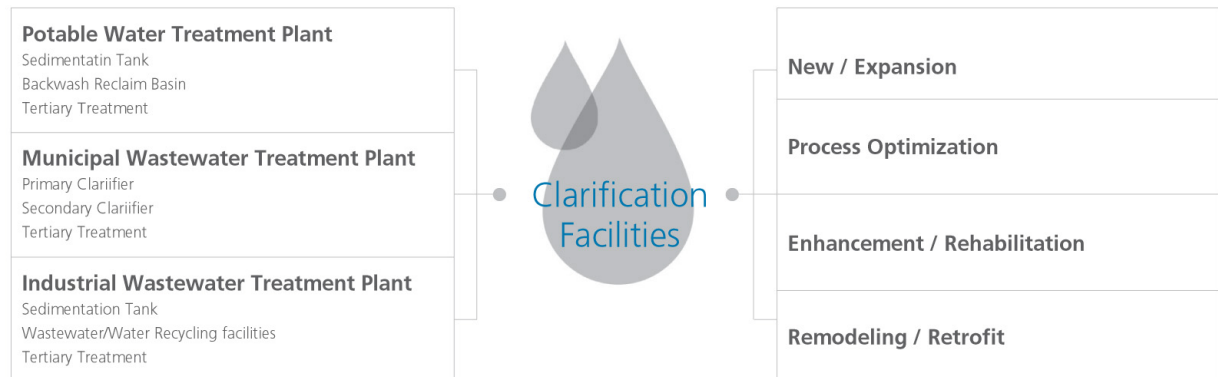 Potable Water Treatment Plant
Sedimentatin Tank
Backwash Reclaim Basin
Tertiary Treatment
Municipal Wastewater Treatment Plant
Primary Clariifier
Secondary Clariifier
Tertiary Treatment
Industrial Wastewater Treatment Plant
Sedimentation Tank
Wastewater/Water Recycling facilities
Tertiary Treatment
Clarification
Facilities
New / Expansion
Process Optimization
Enhancement / Rehabilitation
Remodeling / Retrofit